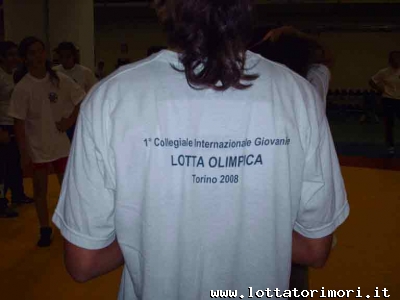 1° Collegiale Internazionale Giovanile
LOTTA OLIMPICA
Torino 2008
www.lottatorimori.it